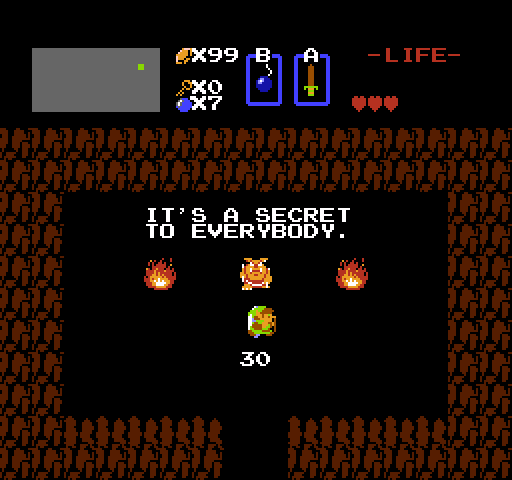 X99 B A -LIFE-
X0
X7
IT'S A SECRET
TO EVERYBODY.
30